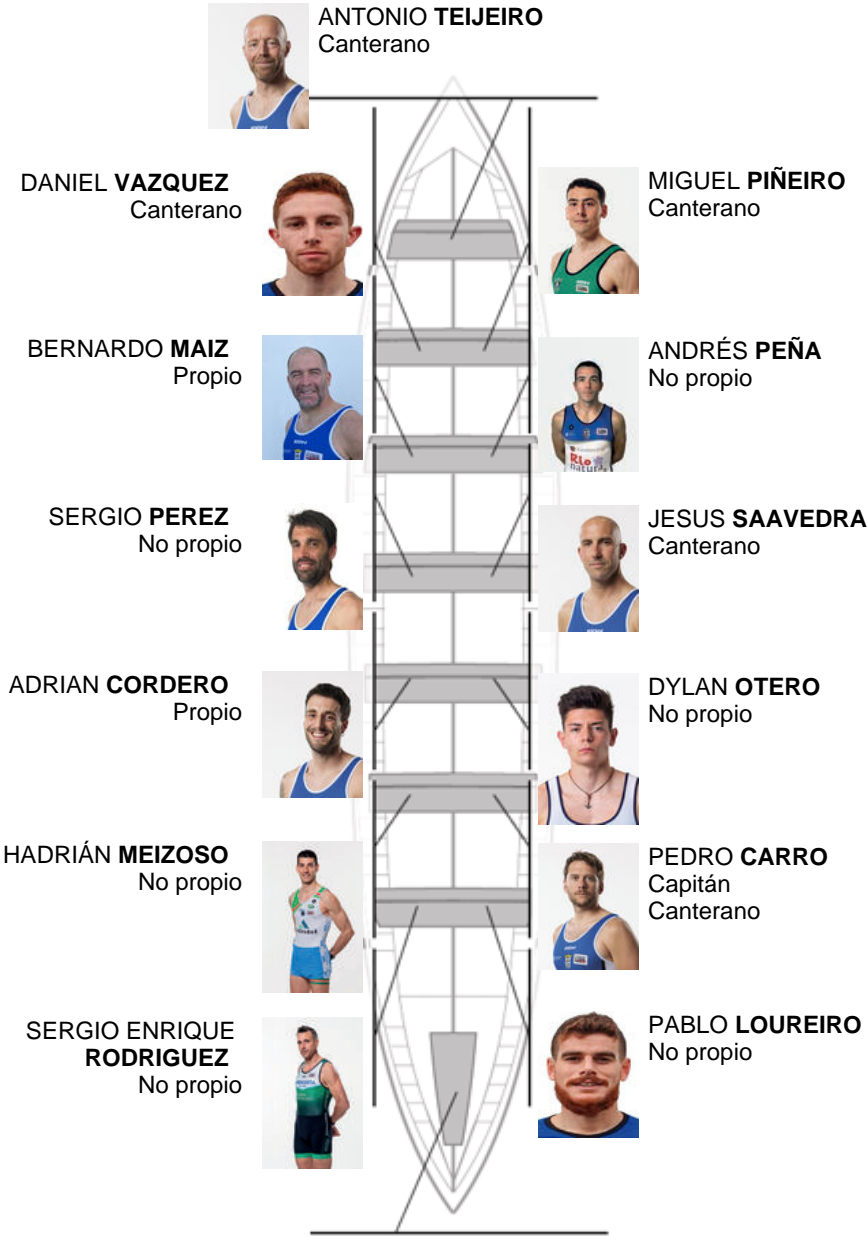 ANTONIO TEIJEIRO
Canterano
DANIEL VAZQUEZ
Canterano
MIGUEL PIÑEIRO
Canterano
BERNARDO MAIZ
Propio
ANDRÉS PEÑA
No propio
SERGIO PEREZ
No propio
JESUS SAAVEDRA
Canterano
ADRIAN CORDERO
Propio
DYLAN OTERO
No propio
HADRIÁN MEIZOSO
No propio
PEDRO CARRO
Capitán
Canterano
SERGIO ENRIQUE
RODRIGUEZ
No propio
PABLO LOUREIRO
No propio